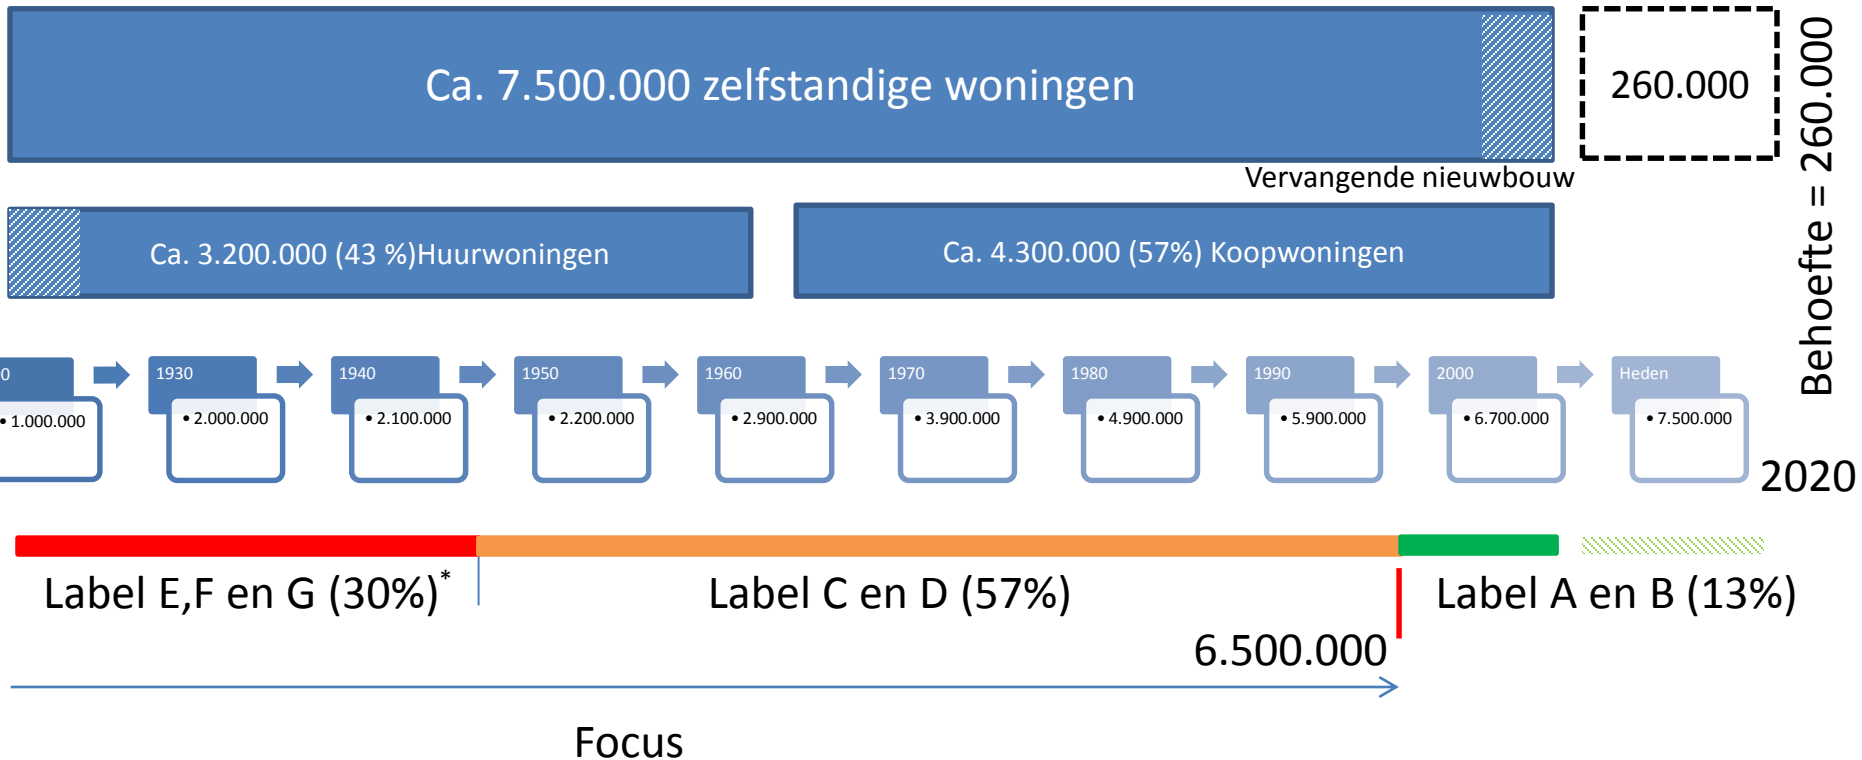 Ca. 7.500.000 zelfstandige woningen
260.000
Behoefte = 260.000
Vervangende nieuwbouw
Ca. 3.200.000 (43 %)Huurwoningen
Ca. 4.300.000 (57%) Koopwoningen
0
1930
1940
1950
1960
1970
1980
1990
2000
Heden
• 1.000.000
• 2.000.000
• 2.100.000
• 2.200.000
• 2.900.000
• 3.900.000
• 4.900.000
• 5.900.000
• 6.700.000
• 7.500.000
2020
Label E,F en G (30%)*
Label C en D (57%)
Label A en B (13%)
6.500.000
Focus